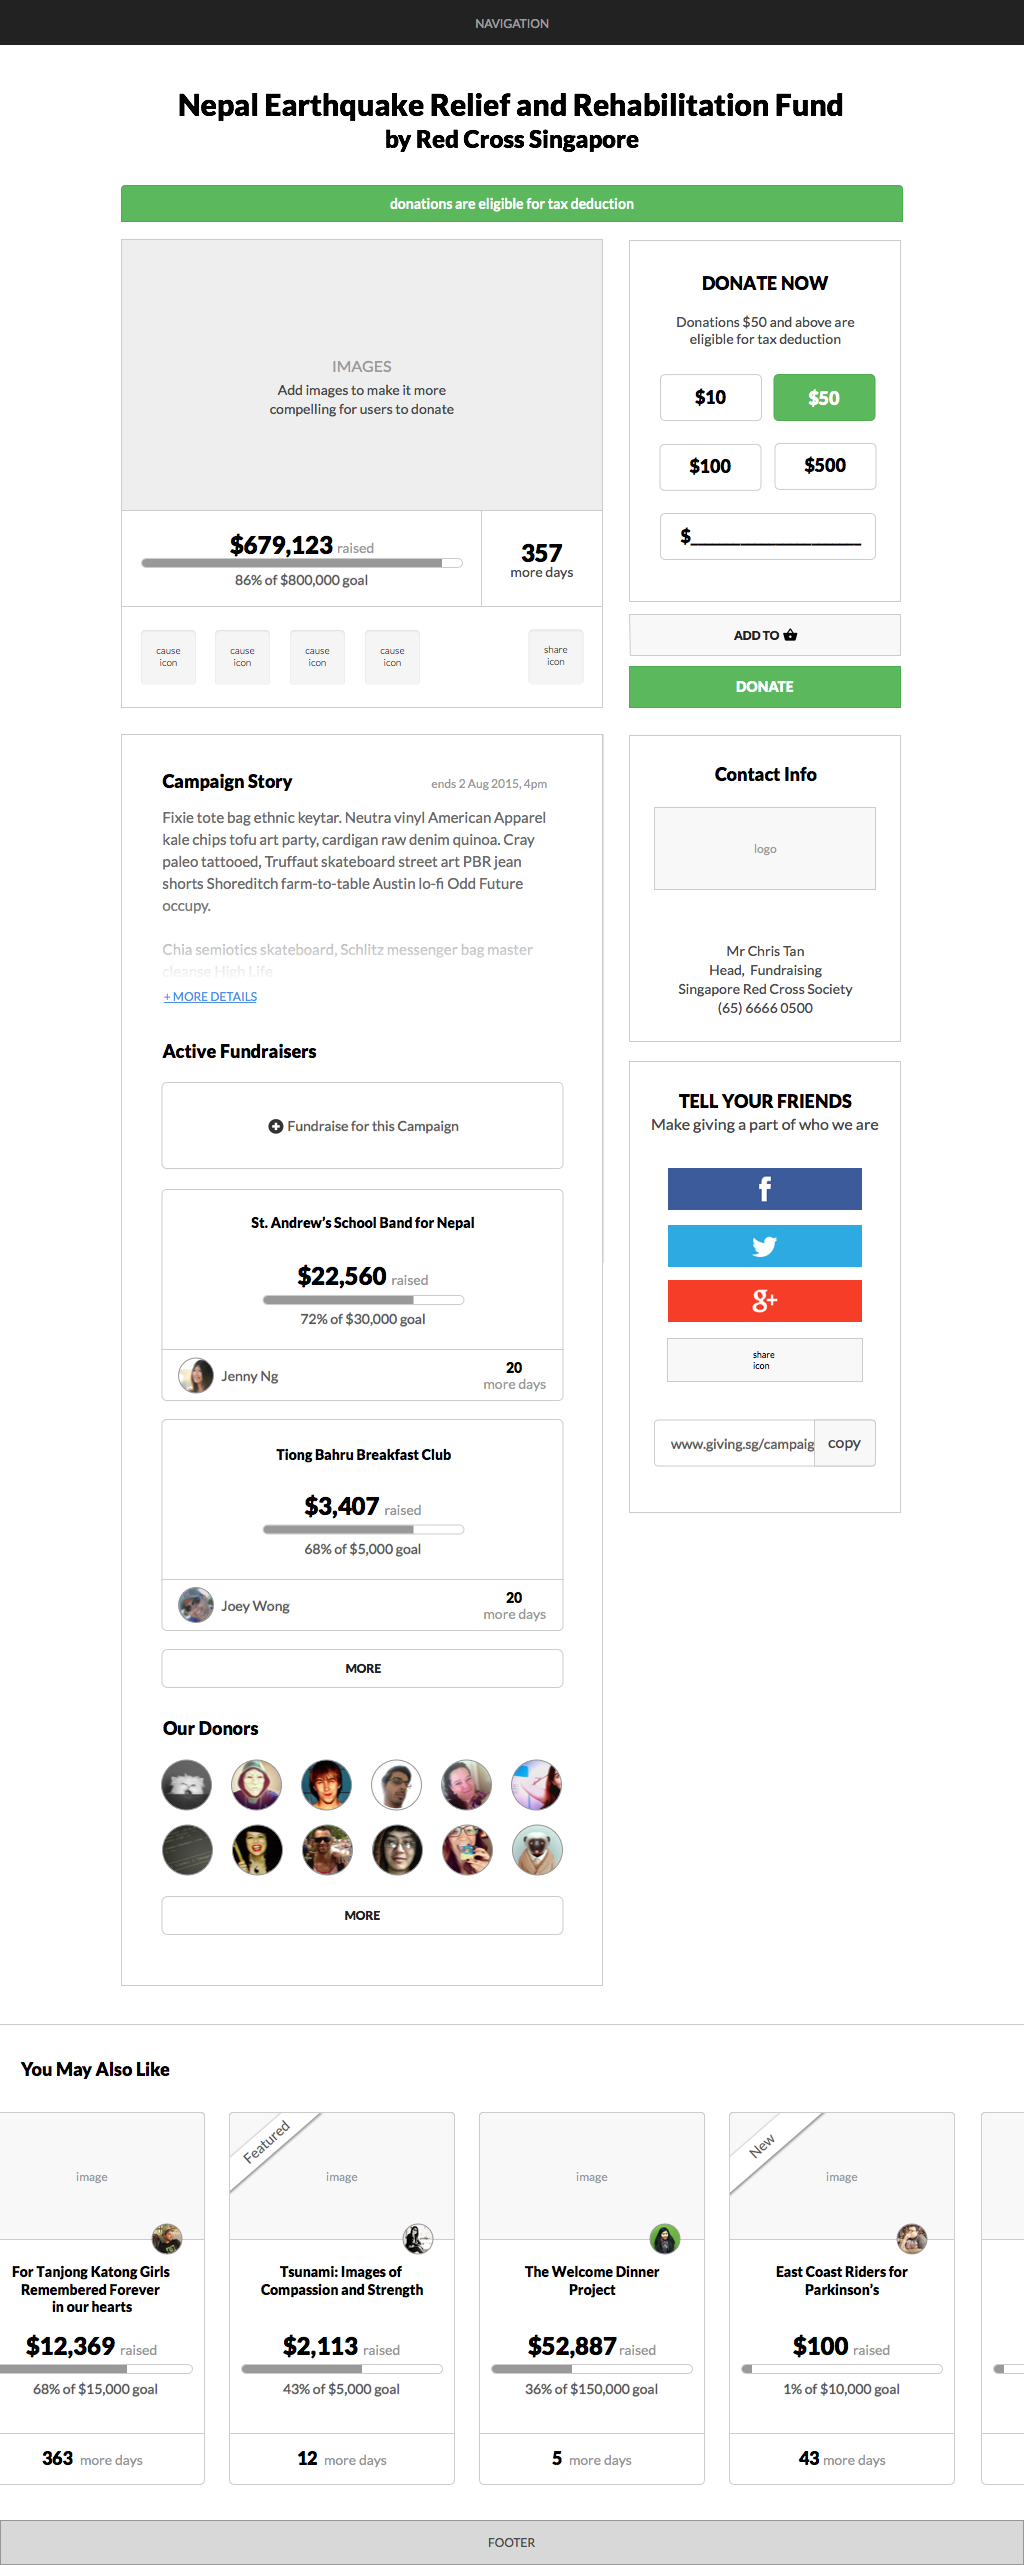 NAVIGATION
Nepal Earthquake Relief and Rehabilitation Fund
by Red Cross Singapore
donations are eligible for tax deduction
IMAGES
Add images to make it more
compelling for users to donate
$679,123 raised
86% of $800,000 goal
357
more days
cause
icon
cause
icon
cause
icon
cause
icon
share
icon
DONATE NOW
Donations $50 and above are
eligible for tax deduction
$10
$50
$100
$500
$__________________
ADD TO
DONATE
Campaign Story
ends 2 Aug 2015, 4pm
Fixie tote bag ethnic keytar. Neutra vinyl American Apparel
kale chips tofu art party, cardigan raw denim quinoa. Cray
paleo tattooed, Truffaut skateboard street art PBR jean
shorts Shoreditch farm-to-table Austin lo-fi Odd Future
occupy.
Chia semiotics skateboard, Schlitz messenger bag master
cleanse High Life
+ MORE DETAILS
Contact Info
logo
Mr Chris Tan
Head, Fundraising
Singapore Red Cross Society
(65) 6666 0500
Active Fundraisers
Fundraise for this Campaign
St. Andrew’s School Band for Nepal
$22,560 raised
72% of $30,000 goal
Jenny Ng
20
more days
Tiong Bahru Breakfast Club
$3,407 raised
68% of $5,000 goal
Joey Wong
20
more days
MORE
TELL YOUR FRIENDS
Make giving a part of who we are
f
g+
share
icon
www.giving.sg/campaig
copy
Our Donors
MORE
You May Also Like
image
For Tanjong Katong Girls
Remembered Forever
in our hearts
$12,369 raised
68% of $15,000 goal
363 more days
Featured
image
Tsunami: Images of
Compassion and Strength
$2,113 raised
43% of $5,000 goal
12 more days
image
The Welcome Dinner
Project
$52,887 raised
36% of $150,000 goal
5 more days
New
image
East Coast Riders for
Parkinson’s
$100 raised
1% of $10,000 goal
43 more days
FOOTER